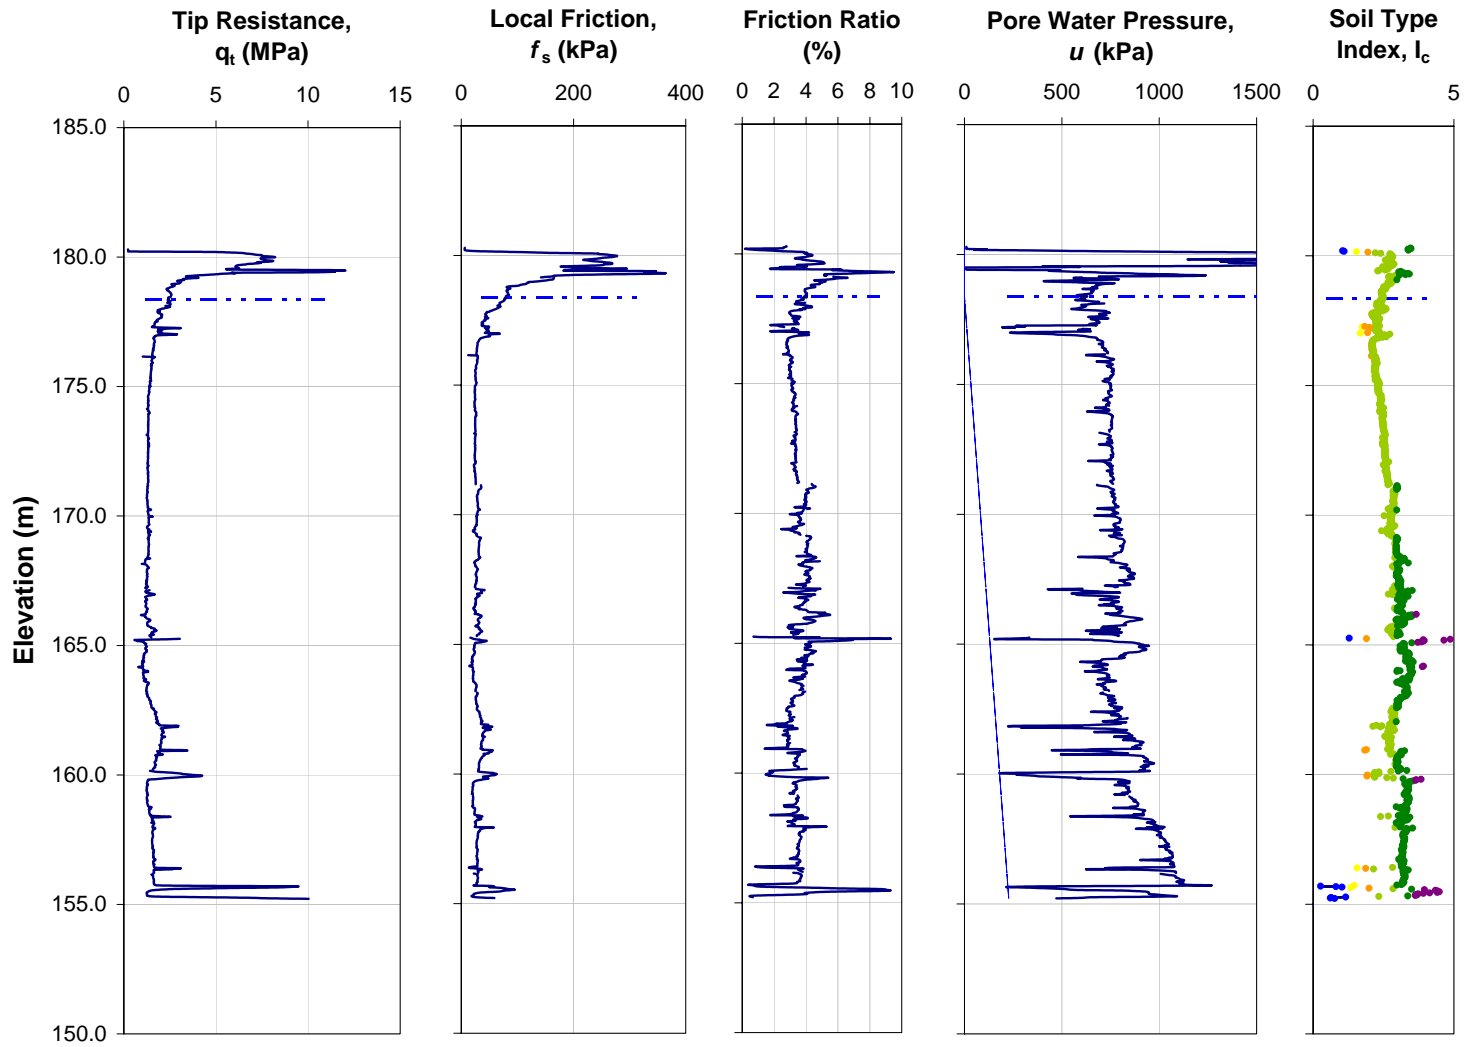 Tip Resistance,
qt (MPa)
Local Friction,
fs (kPa)
Friction Ratio
(%)
Pore Water Pressure,
u (kPa)
Soil Type
Index, Ic
0 5 10 15
0 200 400
0 2 4 6 8 10
0 500 1000 1500
0 5
185.0
180.0
175.0
170.0
165.0
160.0
155.0
150.0
Elevation (m)